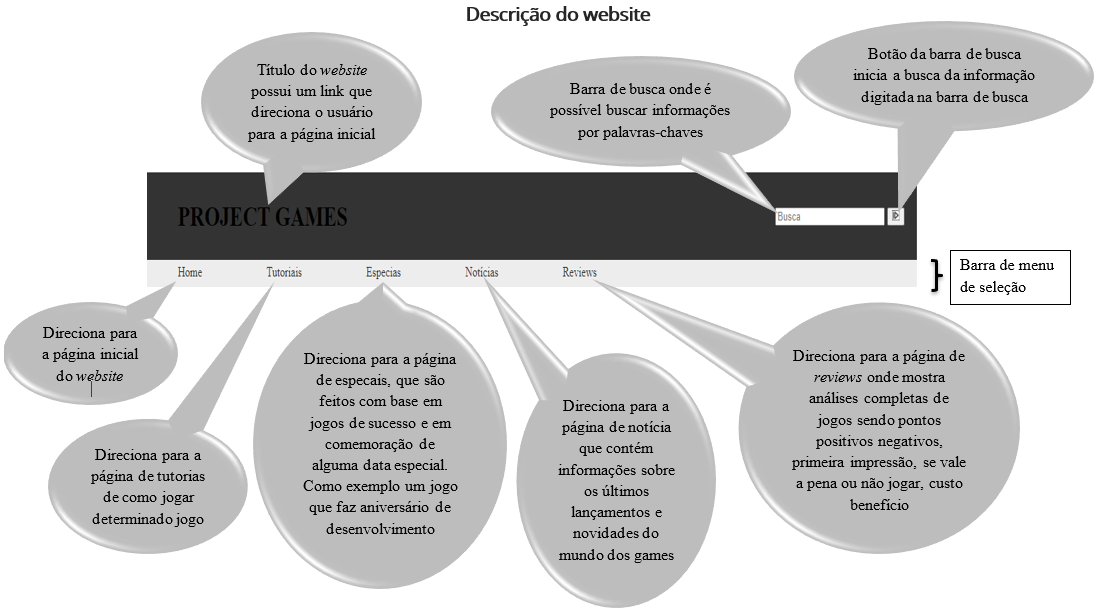 Descrição do website
Título do website
possui um link que
direciona o usuário
para a página inicial
Barra de busca onde é
possível buscar informações
por palavras-chaves
Botão da barra de busca
inicia a busca da informação
digitada na barra de busca
PROJECT GAMES
Busca
Home
Tutoriais
Especias
Notícias
Reviews
Barra de menu
de seleção
Direciona para
a página inicial
do website
Direciona para a
página de tutorias
de como jogar
determinado jogo
Direciona para a página
de especais, que são
feitos com base em
jogos de sucesso e em
comemoração de
alguma data especial.
Como exemplo um jogo
que faz aniversário de
desenvolvimento
Direciona para a
página de notícia
que contém
informações sobre
os últimos
lançamentos e
novidades do
mundo dos games
Direciona para a página de
reviews onde mostra
análises completas de
jogos sendo pontos
positivos negativos,
primeira impressão, se vale
a pena ou não jogar, custo
benefício